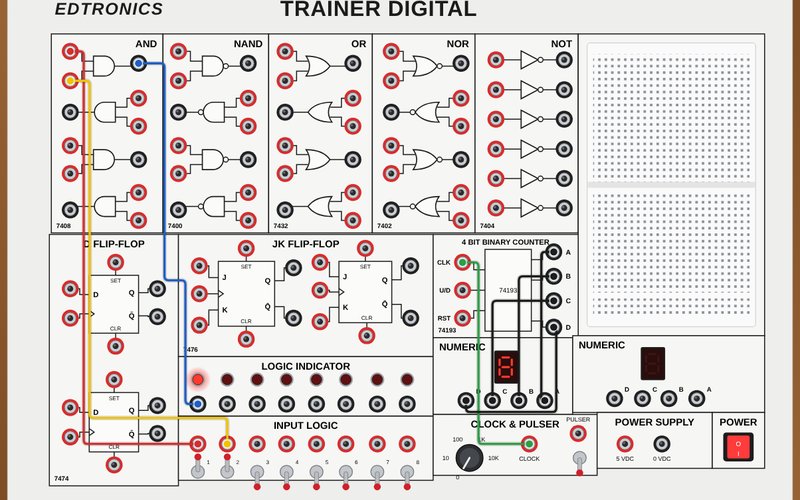 EDTRONICS
TRAINER DIGITAL
AND
NAND
OR
NOR
NOT
7408
7400
7432
7402
7404
D FLIP-FLOP
JK FLIP-FLOP
4 BIT BINARY COUNTER
SET
D Q
Q̄
CLR
SET
J Q
K Q̄
CLR
SET
J Q
K Q̄
CLR
CLK
U/D
RST
74193
74193
A
B
C
D
7476
LOGIC INDICATOR
NUMERIC
D C B A
NUMERIC
D C B A
SET
D Q
Q̄
CLR
7474
INPUT LOGIC
1 2 3 4 5 6 7 8
CLOCK & PULSER
PULSER
100 1K
10 10K
0
CLOCK
POWER SUPPLY
5 VDC 0 VDC
POWER
O
I